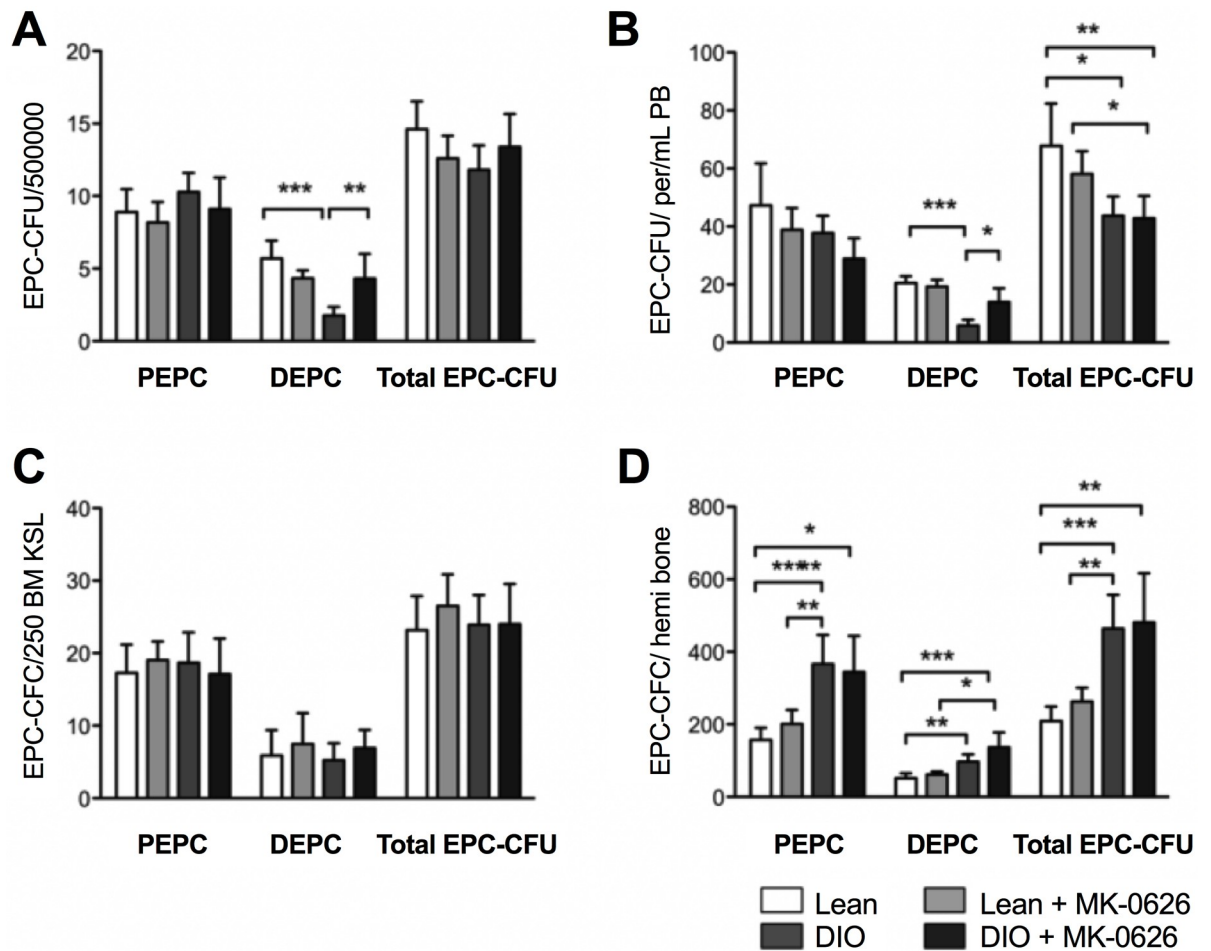 A
EPC-CFU/500000
20
15
10
5
0
***
**
PEPC
DEPC
Total EPC-CFU
B
EPC-CFU/ per/mL PB
100
80
60
40
20
0
***
*
**
*
*
PEPC
DEPC
Total EPC-CFU
C
EPC-CFC/250 BM KSL
40
30
20
10
0
PEPC
DEPC
Total EPC-CFU
D
EPC-CFC/ hemi bone
800
600
400
200
0
*
**
***
*
**
**
***
**
PEPC
DEPC
Total EPC-CFU
Lean
Lean + MK-0626
DIO
DIO + MK-0626